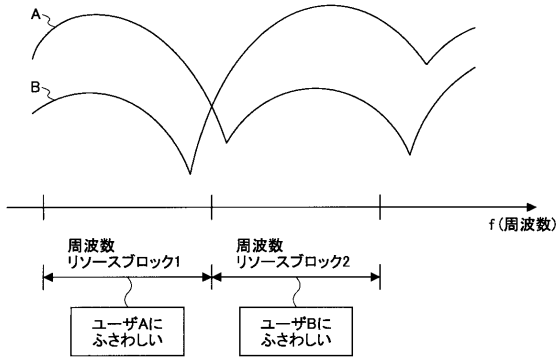 A
B
f(周波数)
周波数
リソースブロック1
周波数
リソースブロック2
ユーザAに
ふさわしい
ユーザBに
ふさわしい